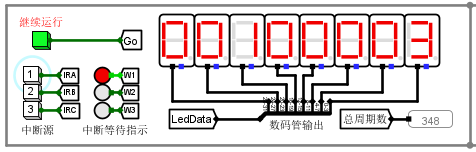 继续运行
Go
00100003
1 IRA W1
2 IRB W2
3 IRC W3
中断源 中断等待指示
LedData 数码管输出 总周期数 348